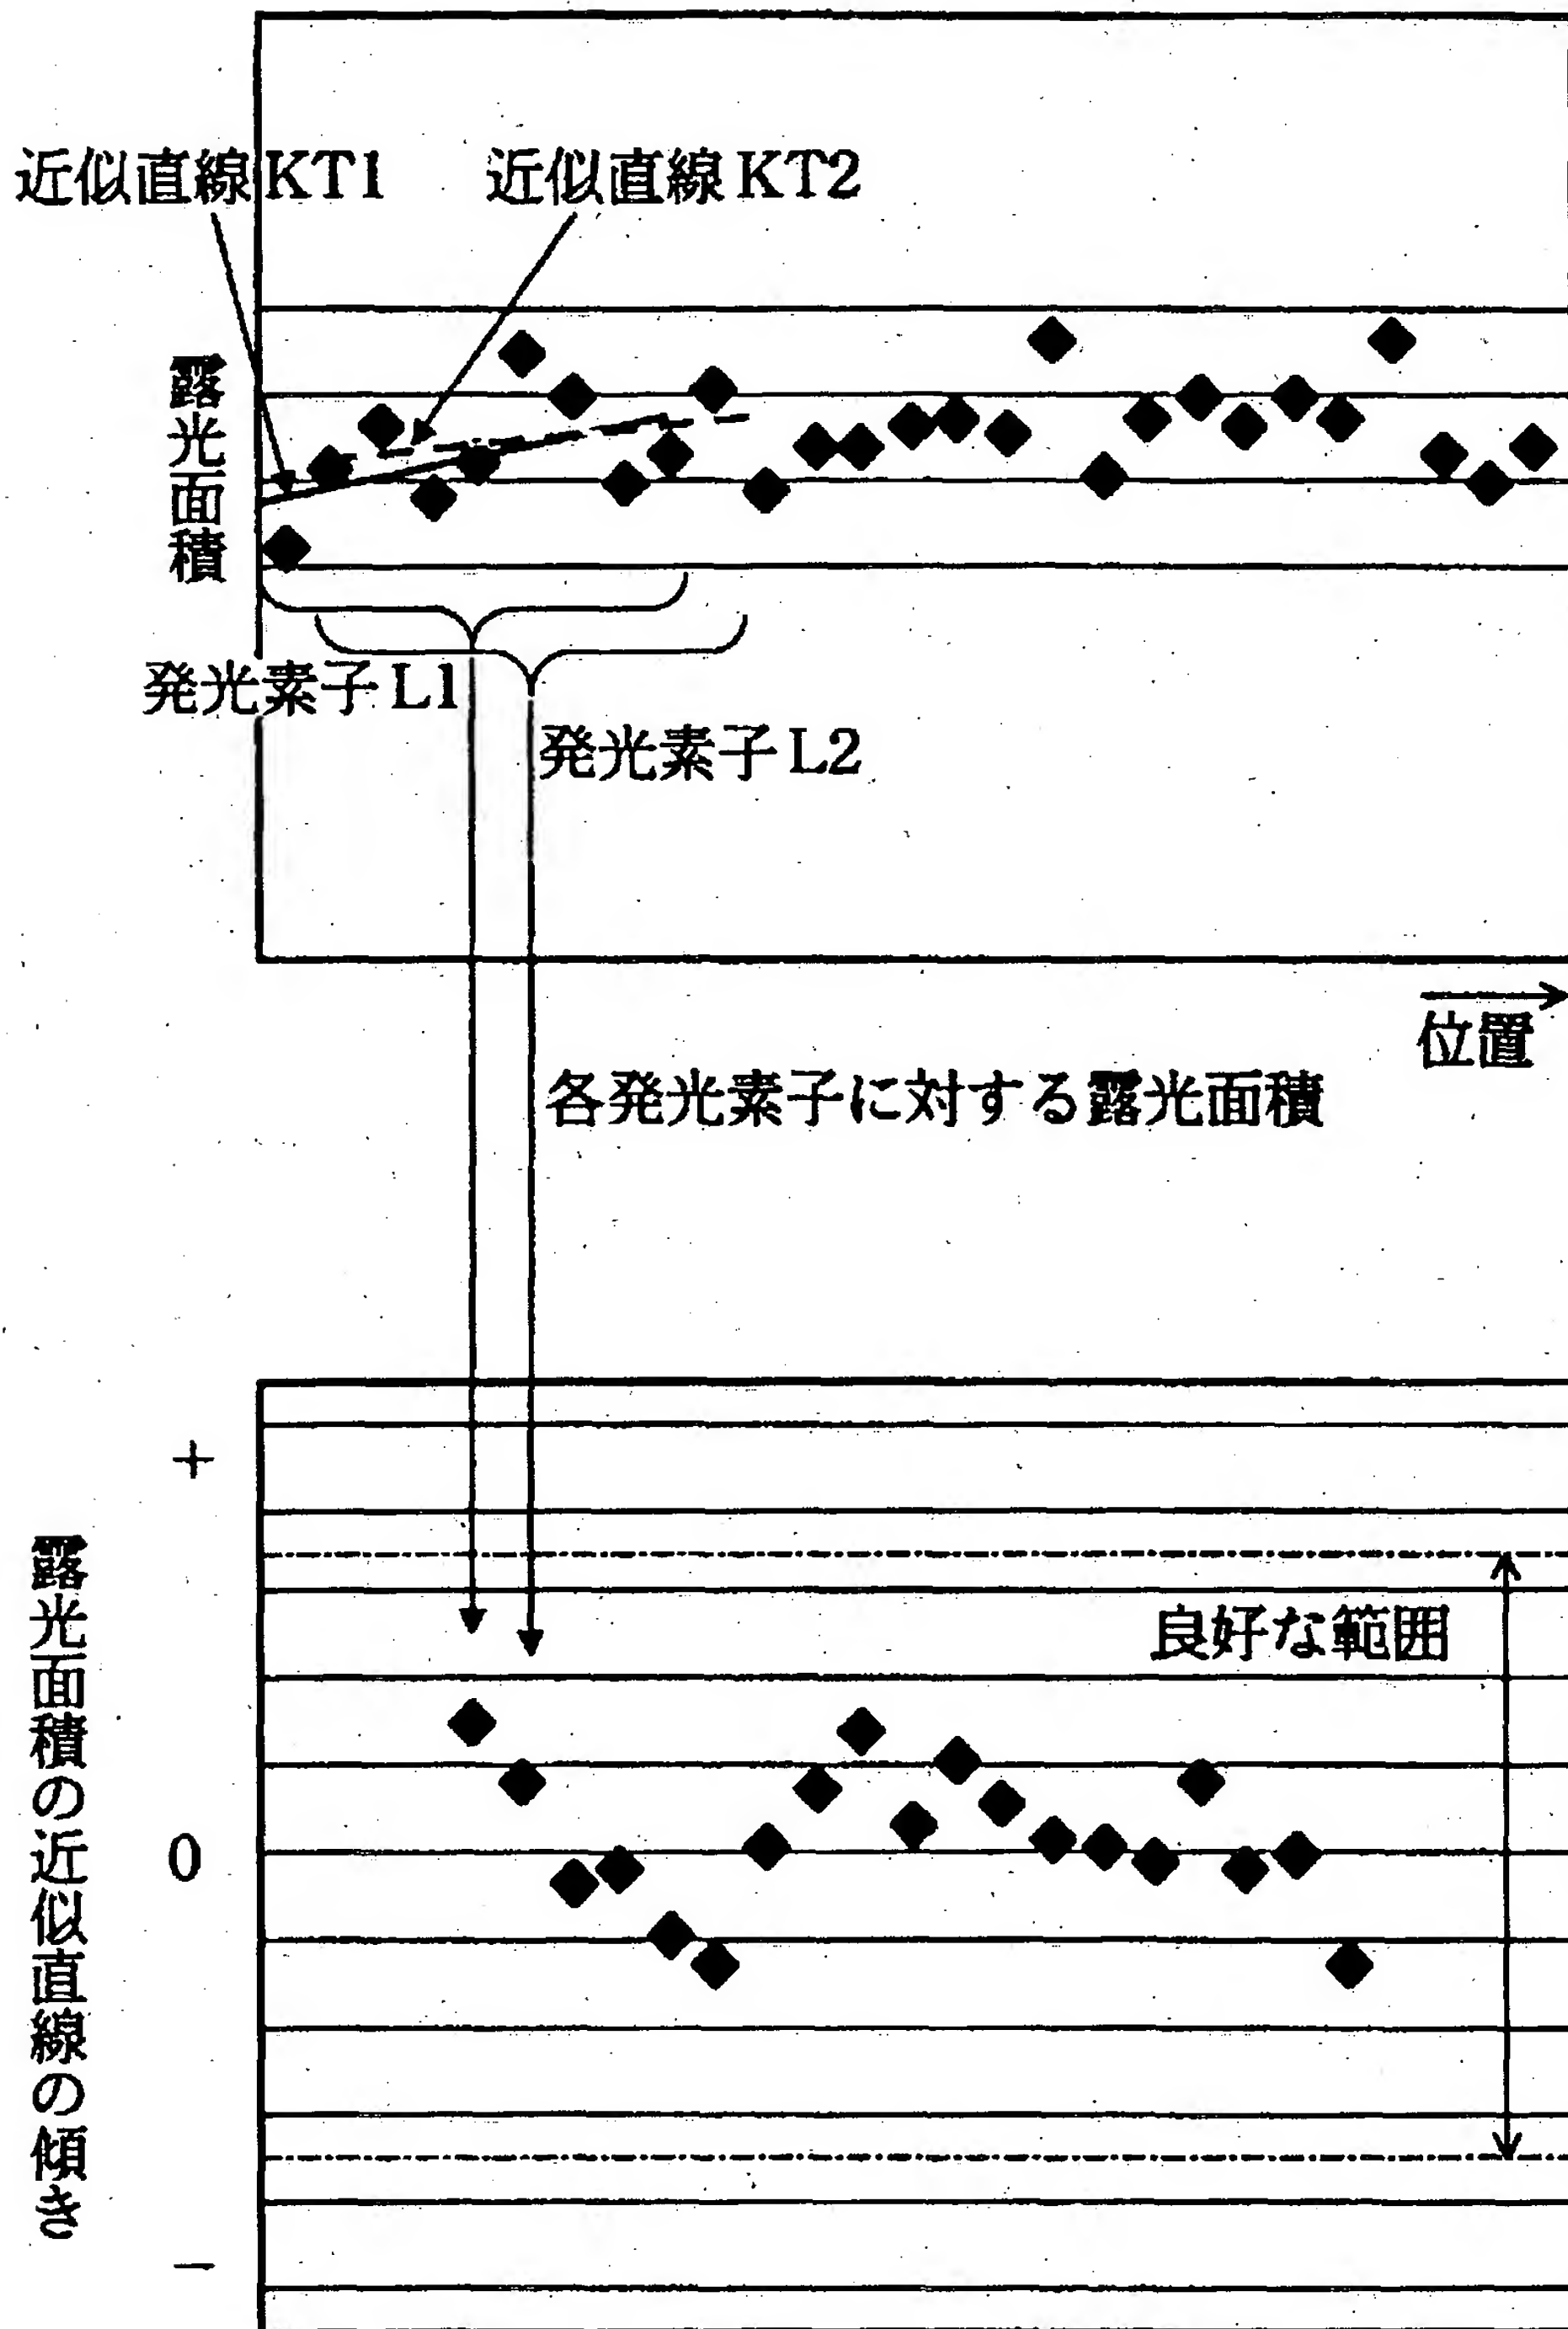 近似直線KT1
近似直線KT2
露光面積
発光素子L1
発光素子L2
位置
各発光素子に対する露光面積
+
良好な範囲
露光面積の近似直線の傾き
0
−